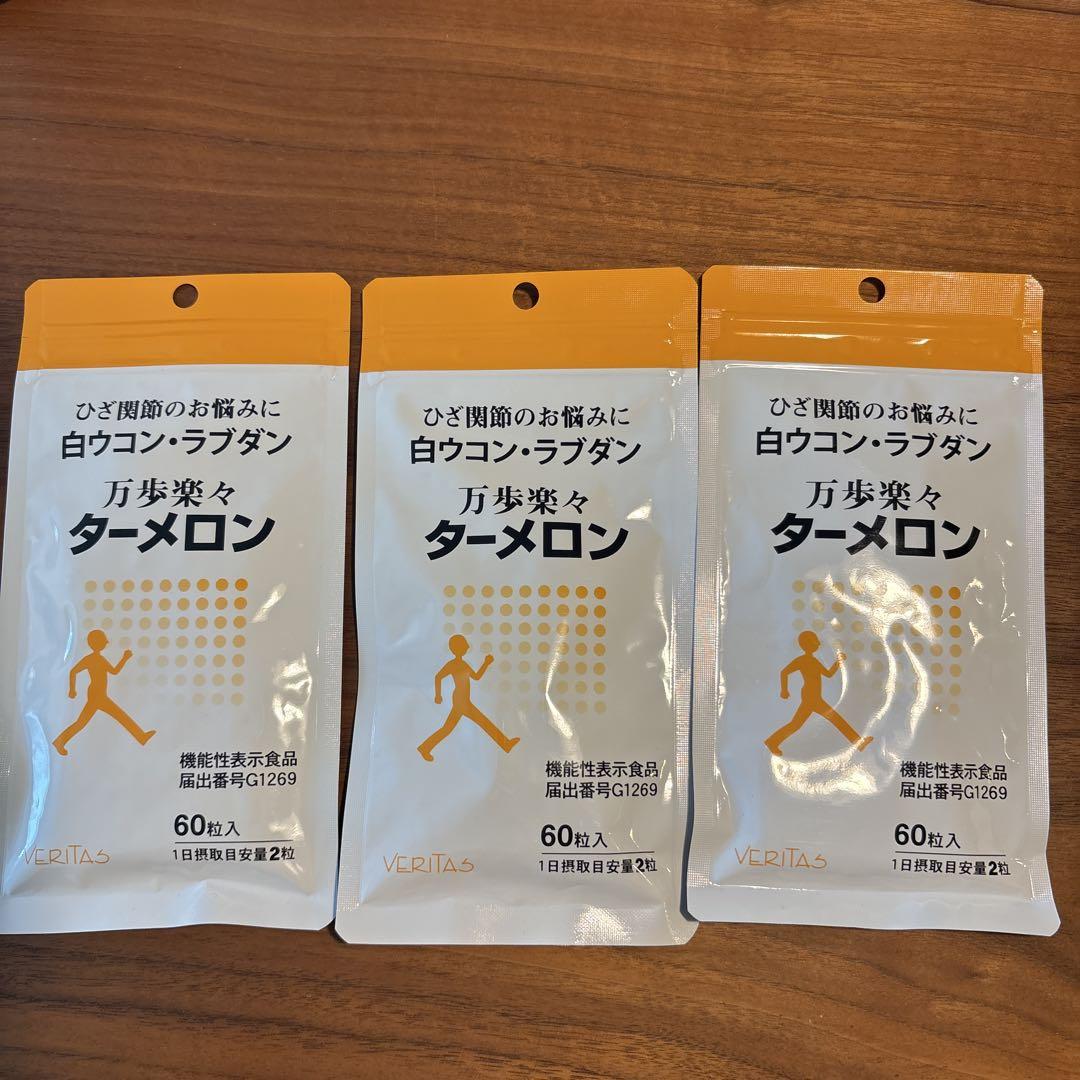 ひざ関節のお悩みに
白ウコン・ラブダン
万歩楽々
ターメロン
機能性表示食品
届出番号G1269
60粒入
1日摂取目安量2粒
VERITAS
ひざ関節のお悩みに
白ウコン・ラブダン
万歩楽々
ターメロン
機能性表示食品
届出番号G1269
60粒入
1日摂取目安量2粒
VERITAS
ひざ関節のお悩みに
白ウコン・ラブダン
万歩楽々
ターメロン
機能性表示食品
届出番号G1269
60粒入
1日摂取目安量2粒
VERITAS